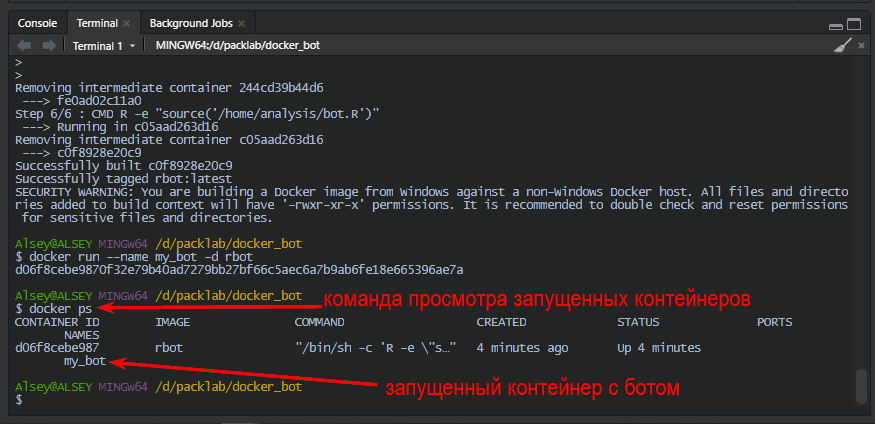 Console Terminal × Background Jobs ×
Terminal 1 MINGW64:/d/packlab/docker_bot
>
>
Removing intermediate container 244cd39b44d6
---> fe0ad02c11a0
Step 6/6 : CMD R -e "source('/home/analysis/bot.R')"
---> Running in c05aad263d16
Removing intermediate container c05aad263d16
---> c0f8928e20c9
Successfully built c0f8928e20c9
Successfully tagged rbot:latest
SECURITY WARNING: You are building a Docker image from Windows against a non-Windows Docker host. All files and directo
ries added to build context will have '-rwxr-xr-x' permissions. It is recommended to double check and reset permissions
for sensitive files and directories.
Alsey@ALSEY MINGW64 /d/packlab/docker_bot
$ docker run --name my_bot -d rbot
d06f8cebe9870f32e79b40ad7279bb27bf66c5aec6a7b9ab6fe18e665396ae7a
Alsey@ALSEY MINGW64 /d/packlab/docker_bot
$ docker ps
команда просмотра запущенных контейнеров
CONTAINER ID IMAGE COMMAND CREATED STATUS PORTS
NAMES
d06f8cebe987 rbot "/bin/sh -c 'R -e \"s…" 4 minutes ago Up 4 minutes
my_bot
запущенный контейнер с ботом
Alsey@ALSEY MINGW64 /d/packlab/docker_bot
$